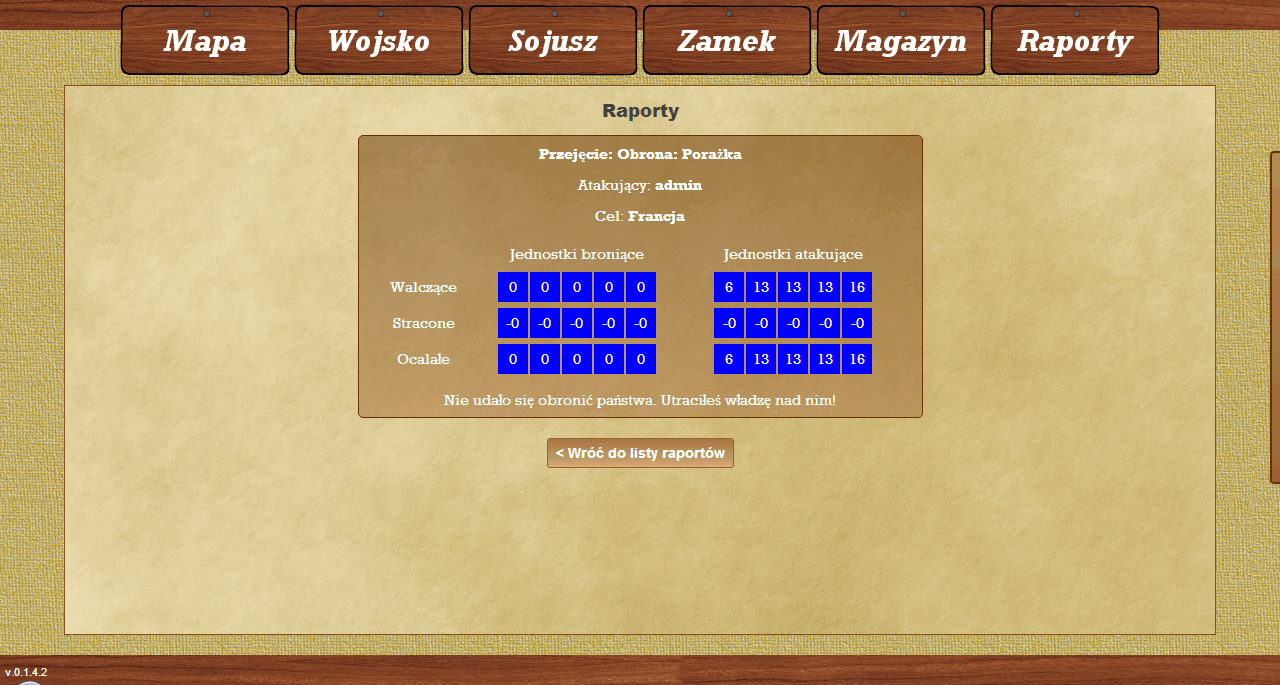 Mapa Wojsko Sojusz Zamek Magazyn Raporty
Raporty
Przejęcie: Obrona: Porażka
Atakujący: admin
Cel: Francja
Jednostki broniące Jednostki atakujące
Walczące 0 0 0 0 0 6 13 13 13 16
Stracone -0 -0 -0 -0 -0 -0 -0 -0 -0 -0
Ocalałe 0 0 0 0 0 6 13 13 13 16
Nie udało się obronić państwa. Utraciłeś władzę nad nim!
< Wróć do listy raportów
v.0.1.4.2